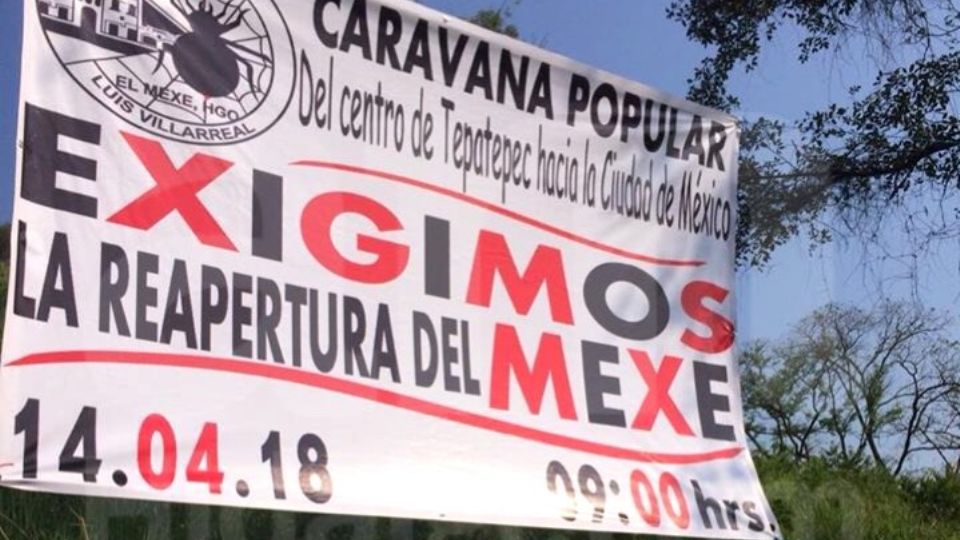 EL MEXE, HGO.
LUIS VILLARREAL
CARAVANA POPULAR
Del centro de Tepatepec hacia la Ciudad de México
EXIGIMOS
LA REAPERTURA DEL MEXE
14.04.18 09:00 hrs.